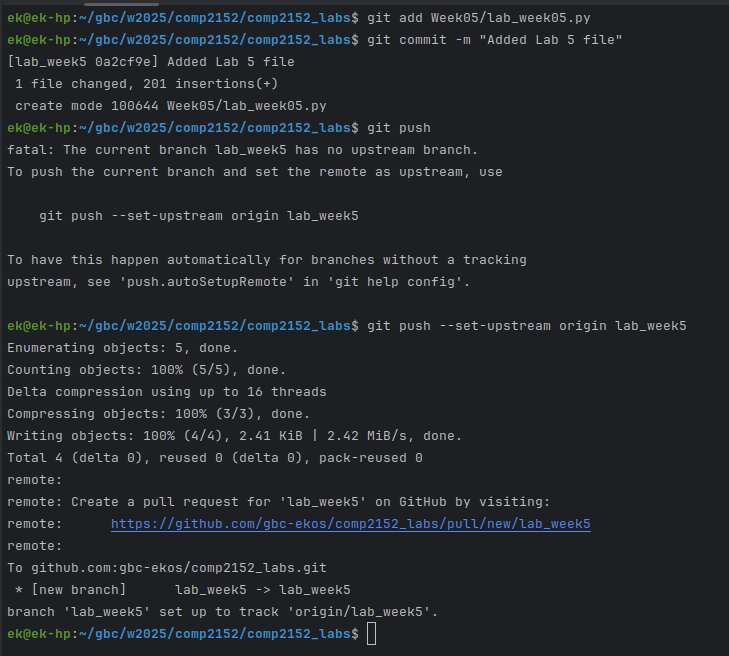 ek@ek-hp:~/gbc/w2025/comp2152/comp2152_labs$ git add Week05/lab_week05.py
ek@ek-hp:~/gbc/w2025/comp2152/comp2152_labs$ git commit -m "Added Lab 5 file"
[lab_week5 0a2cf9e] Added Lab 5 file
 1 file changed, 201 insertions(+)
 create mode 100644 Week05/lab_week05.py
ek@ek-hp:~/gbc/w2025/comp2152/comp2152_labs$ git push
fatal: The current branch lab_week5 has no upstream branch.
To push the current branch and set the remote as upstream, use

    git push --set-upstream origin lab_week5

To have this happen automatically for branches without a tracking
upstream, see 'push.autoSetupRemote' in 'git help config'.

ek@ek-hp:~/gbc/w2025/comp2152/comp2152_labs$ git push --set-upstream origin lab_week5
Enumerating objects: 5, done.
Counting objects: 100% (5/5), done.
Delta compression using up to 16 threads
Compressing objects: 100% (3/3), done.
Writing objects: 100% (4/4), 2.41 KiB | 2.42 MiB/s, done.
Total 4 (delta 0), reused 0 (delta 0), pack-reused 0
remote:
remote: Create a pull request for 'lab_week5' on GitHub by visiting:
remote:      https://github.com/gbc-ekos/comp2152_labs/pull/new/lab_week5
remote:
To github.com:gbc-ekos/comp2152_labs.git
 * [new branch]      lab_week5 -> lab_week5
branch 'lab_week5' set up to track 'origin/lab_week5'.
ek@ek-hp:~/gbc/w2025/comp2152/comp2152_labs$